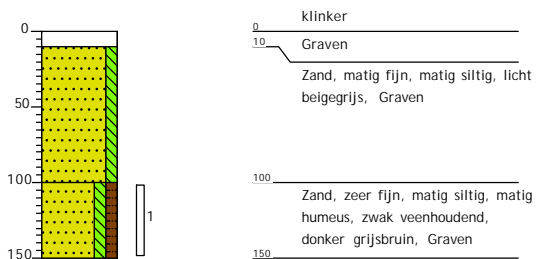 0
50
100
150
1
0
klinker
10
Graven
Zand, matig fijn, matig siltig, licht
beigegrijs, Graven
100
Zand, zeer fijn, matig siltig, matig
humeus, zwak veenhoudend,
donker grijsbruin, Graven
150